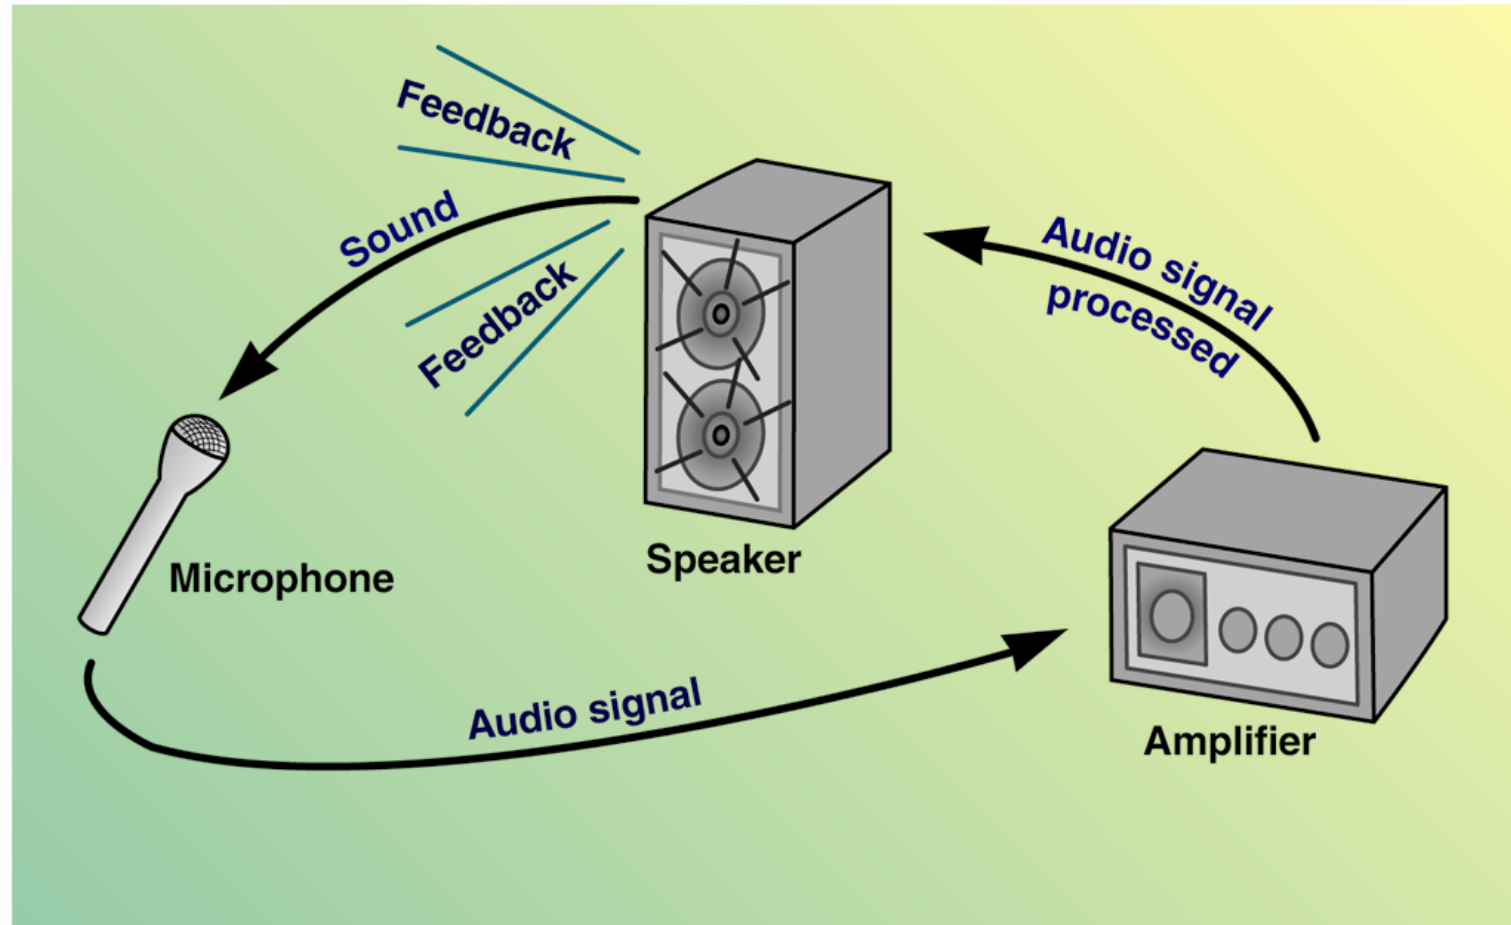 Feedback
Sound
Feedback
Audio signal
processed
Speaker
Microphone
Audio signal
Amplifier